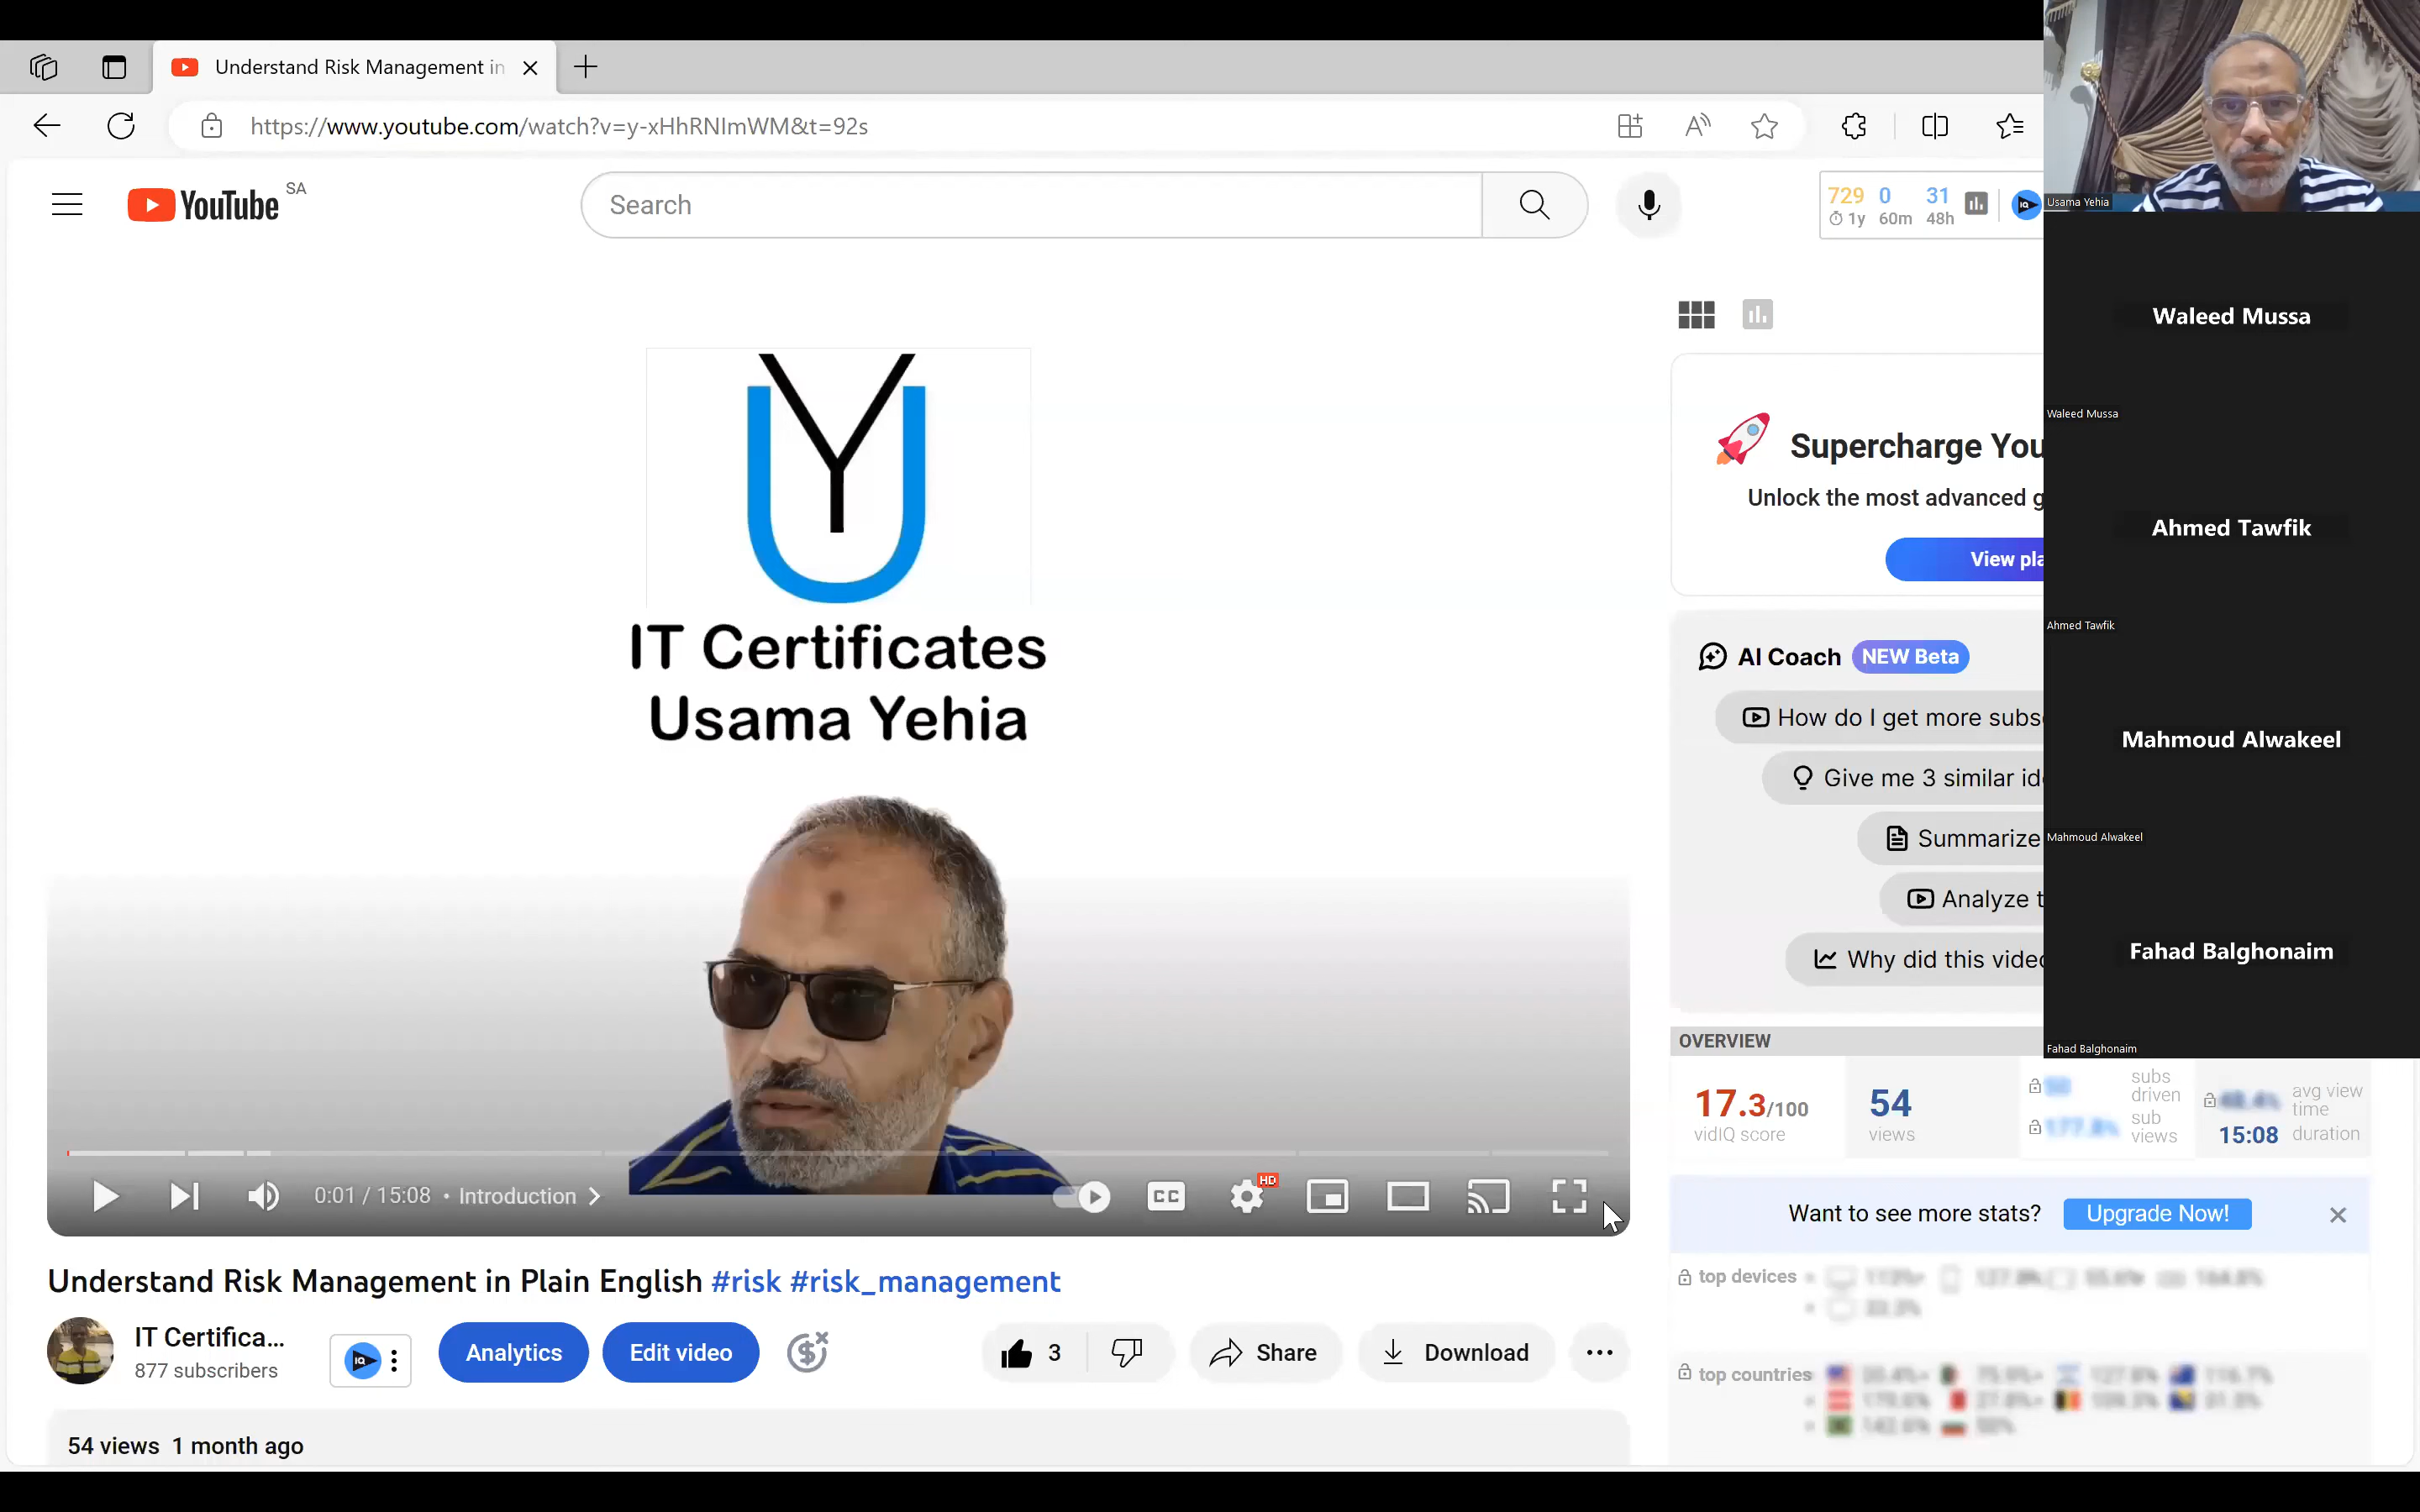 Understand Risk Management in
https://www.youtube.com/watch?v=y-xHhRNImWM&t=92s
YouTube SA
Search
729 0 31
1y 60m 48h
IQ
UY
IT Certificates
Usama Yehia
Supercharge You
Unlock the most advanced g
View pla
AI Coach NEW Beta
How do I get more subs
Give me 3 similar id
Summarize
Analyze t
Why did this video
OVERVIEW
17.3/100
vidIQ score
54
views
subs driven
sub views
avg view time
15:08 duration
Want to see more stats? Upgrade Now!
top devices
top countries
0:01 / 15:08 • Introduction
CC
HD
Understand Risk Management in Plain English #risk #risk_management
IT Certifica...
877 subscribers
IQ
Analytics
Edit video
3
Share
Download
54 views 1 month ago
Usama Yehia
Waleed Mussa
Waleed Mussa
Ahmed Tawfik
Ahmed Tawfik
Mahmoud Alwakeel
Mahmoud Alwakeel
Fahad Balghonaim
Fahad Balghonaim